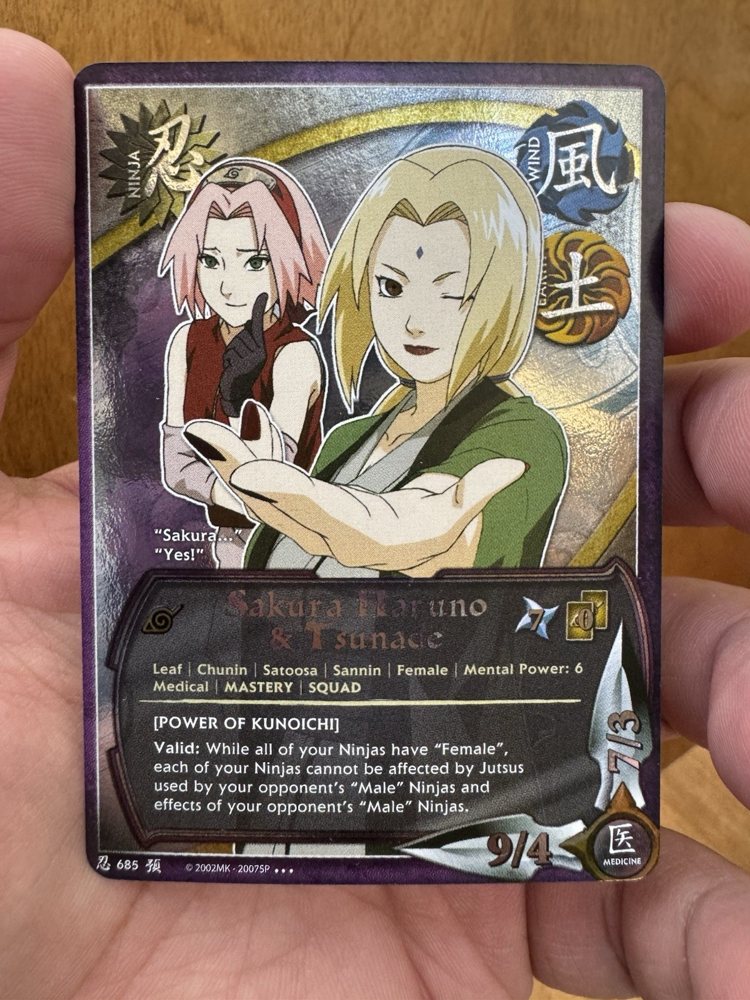 NINJA
忍
WIND
風
EARTH
土
"Sakura..."
"Yes!"
Sakura Haruno
& Tsunade
7
0
Leaf | Chunin | Satoosa | Sannin | Female | Mental Power: 6
Medical | MASTERY | SQUAD
[POWER OF KUNOICHI]
Valid: While all of your Ninjas have "Female",
each of your Ninjas cannot be affected by Jutsus
used by your opponent's "Male" Ninjas and
effects of your opponent's "Male" Ninjas.
7/3
9/4
医
MEDICINE
忍 685 預
© 2002MK · 2007SP